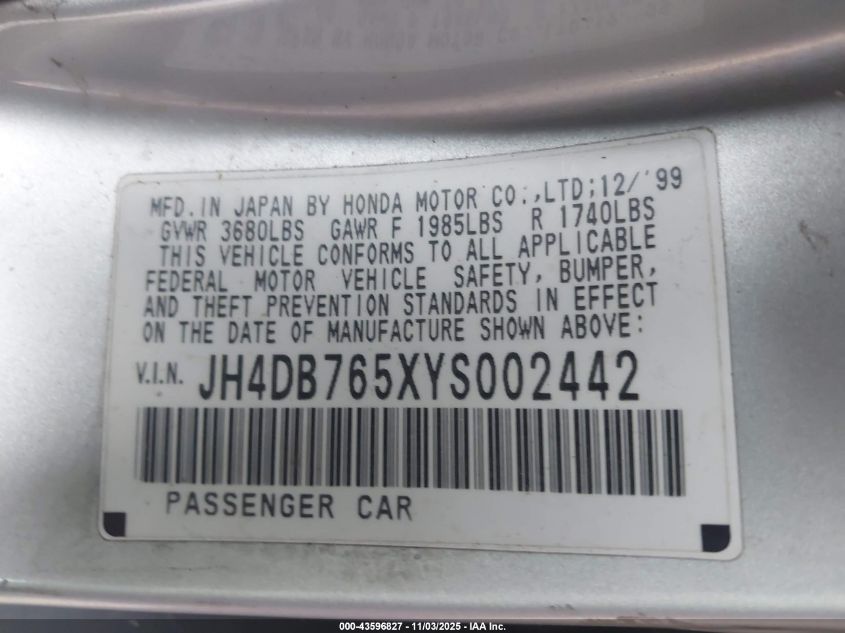 MFD.IN JAPAN BY HONDA MOTOR CO.,LTD;12/'99
GVWR 3680LBS GAWR F 1985LBS R 1740LBS
THIS VEHICLE CONFORMS TO ALL APPLICABLE
FEDERAL MOTOR VEHICLE SAFETY, BUMPER,
AND THEFT PREVENTION STANDARDS IN EFFECT
ON THE DATE OF MANUFACTURE SHOWN ABOVE:
V.I.N. JH4DB765XYS002442
PASSENGER CAR
000-43596827 - 11/03/2025 - IAA Inc.